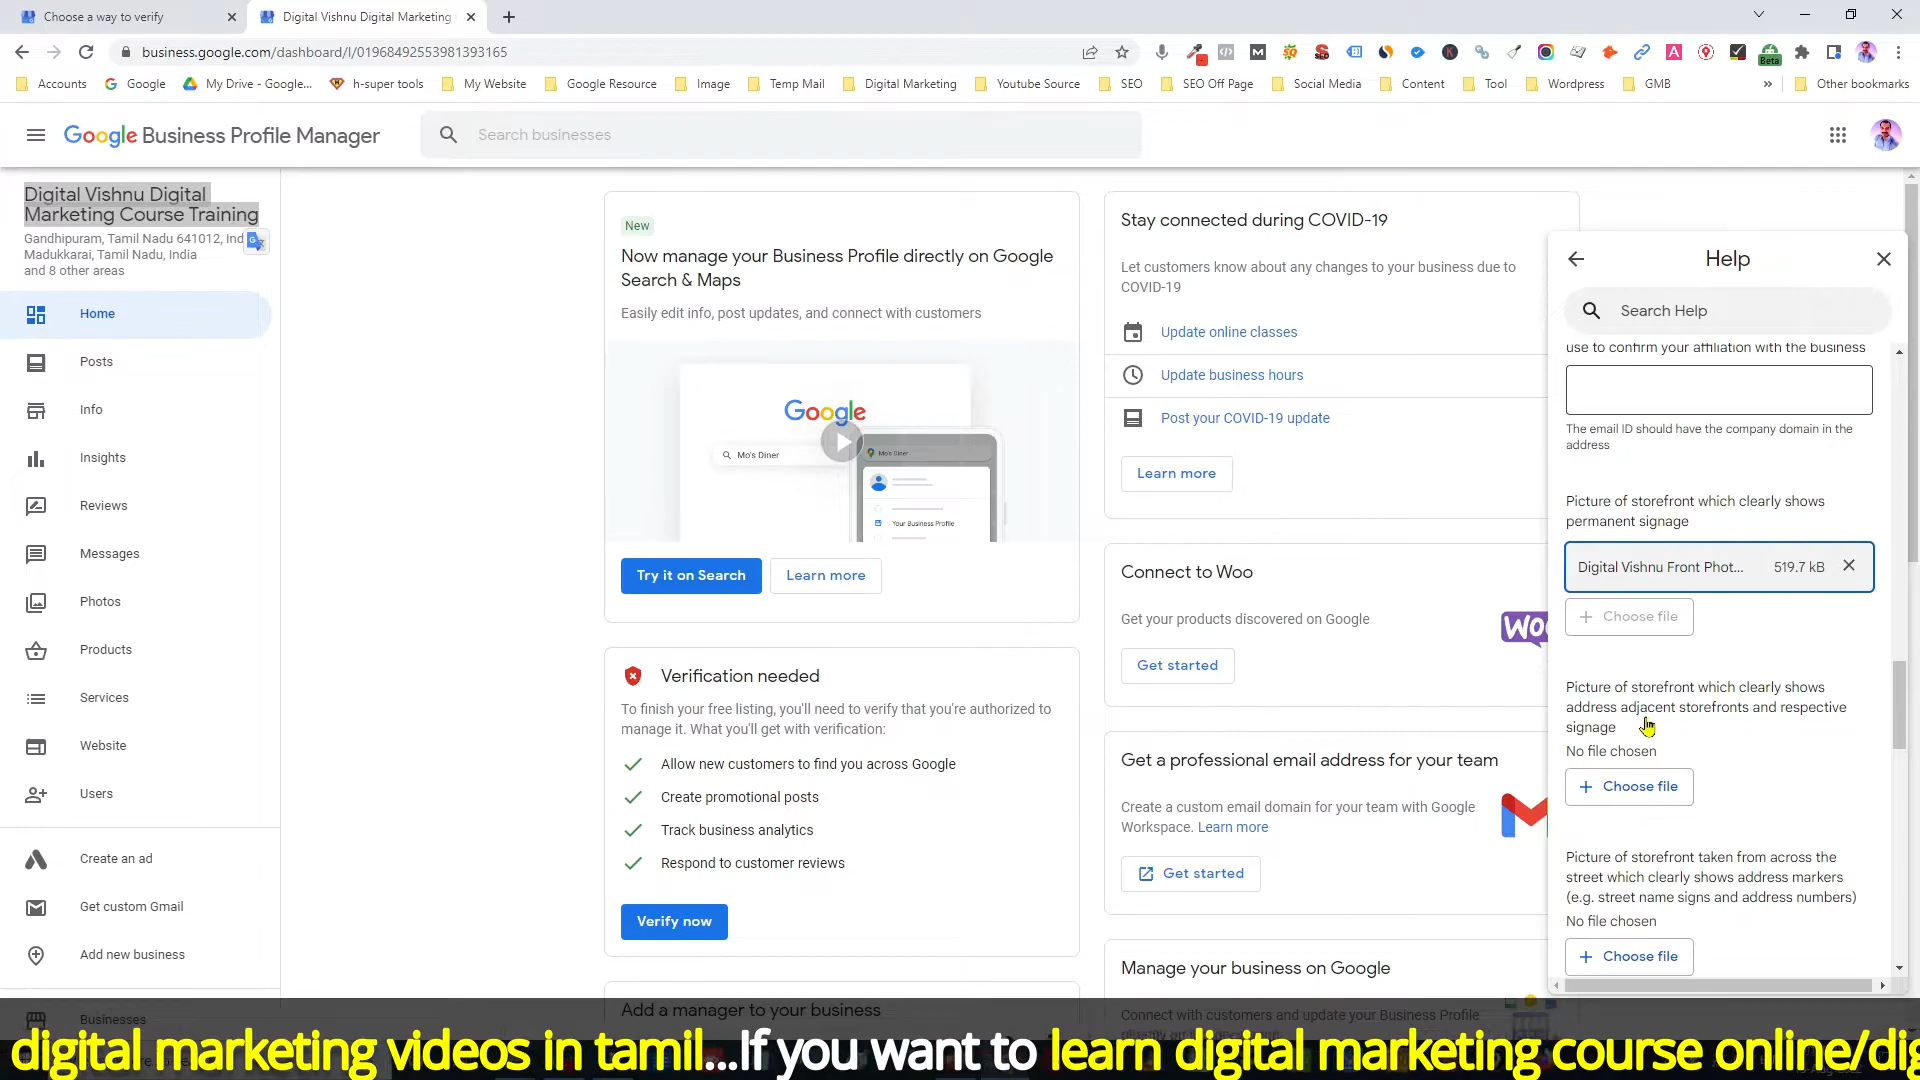 Choose a way to verify
Digital Vishnu Digital Marketing
business.google.com/dashboard/l/01968492553981393165
Beta
Accounts
Google
My Drive - Google...
h-super tools
My Website
Google Resource
Image
Temp Mail
Digital Marketing
Youtube Source
SEO
SEO Off Page
Social Media
Content
Tool
Wordpress
GMB
»
Other bookmarks
Google Business Profile Manager
Search businesses
Digital Vishnu Digital
Marketing Course Training
Gandhipuram, Tamil Nadu 641012, Ind
Madukkarai, Tamil Nadu, India
and 8 other areas
Home
Posts
Info
Insights
Reviews
Messages
Photos
Products
Services
Website
Users
Create an ad
Get custom Gmail
Add new business
Businesses
New
Now manage your Business Profile directly on Google
Search & Maps
Easily edit info, post updates, and connect with customers
Google
Mo's Diner
Mo's Diner
Your Business Profile
Try it on Search
Learn more
Verification needed
To finish your free listing, you'll need to verify that you're authorized to
manage it. What you'll get with verification:
Allow new customers to find you across Google
Create promotional posts
Track business analytics
Respond to customer reviews
Verify now
Add a manager to your business
Stay connected during COVID-19
Let customers know about any changes to your business due to
COVID-19
Update online classes
Update business hours
Post your COVID-19 update
Learn more
Connect to Woo
Get your products discovered on Google
Woo
Get started
Get a professional email address for your team
Create a custom email domain for your team with Google
Workspace. Learn more
Get started
Manage your business on Google
Connect with customers and update your Business Profile
Help
Search Help
use to confirm your affiliation with the business
The email ID should have the company domain in the
address
Picture of storefront which clearly shows
permanent signage
Digital Vishnu Front Phot...
519.7 kB
Choose file
Picture of storefront which clearly shows
address adjacent storefronts and respective
signage
No file chosen
Choose file
Picture of storefront taken from across the
street which clearly shows address markers
(e.g. street name signs and address numbers)
No file chosen
Choose file
digital marketing videos in tamil...If you want to learn digital marketing course online/dig